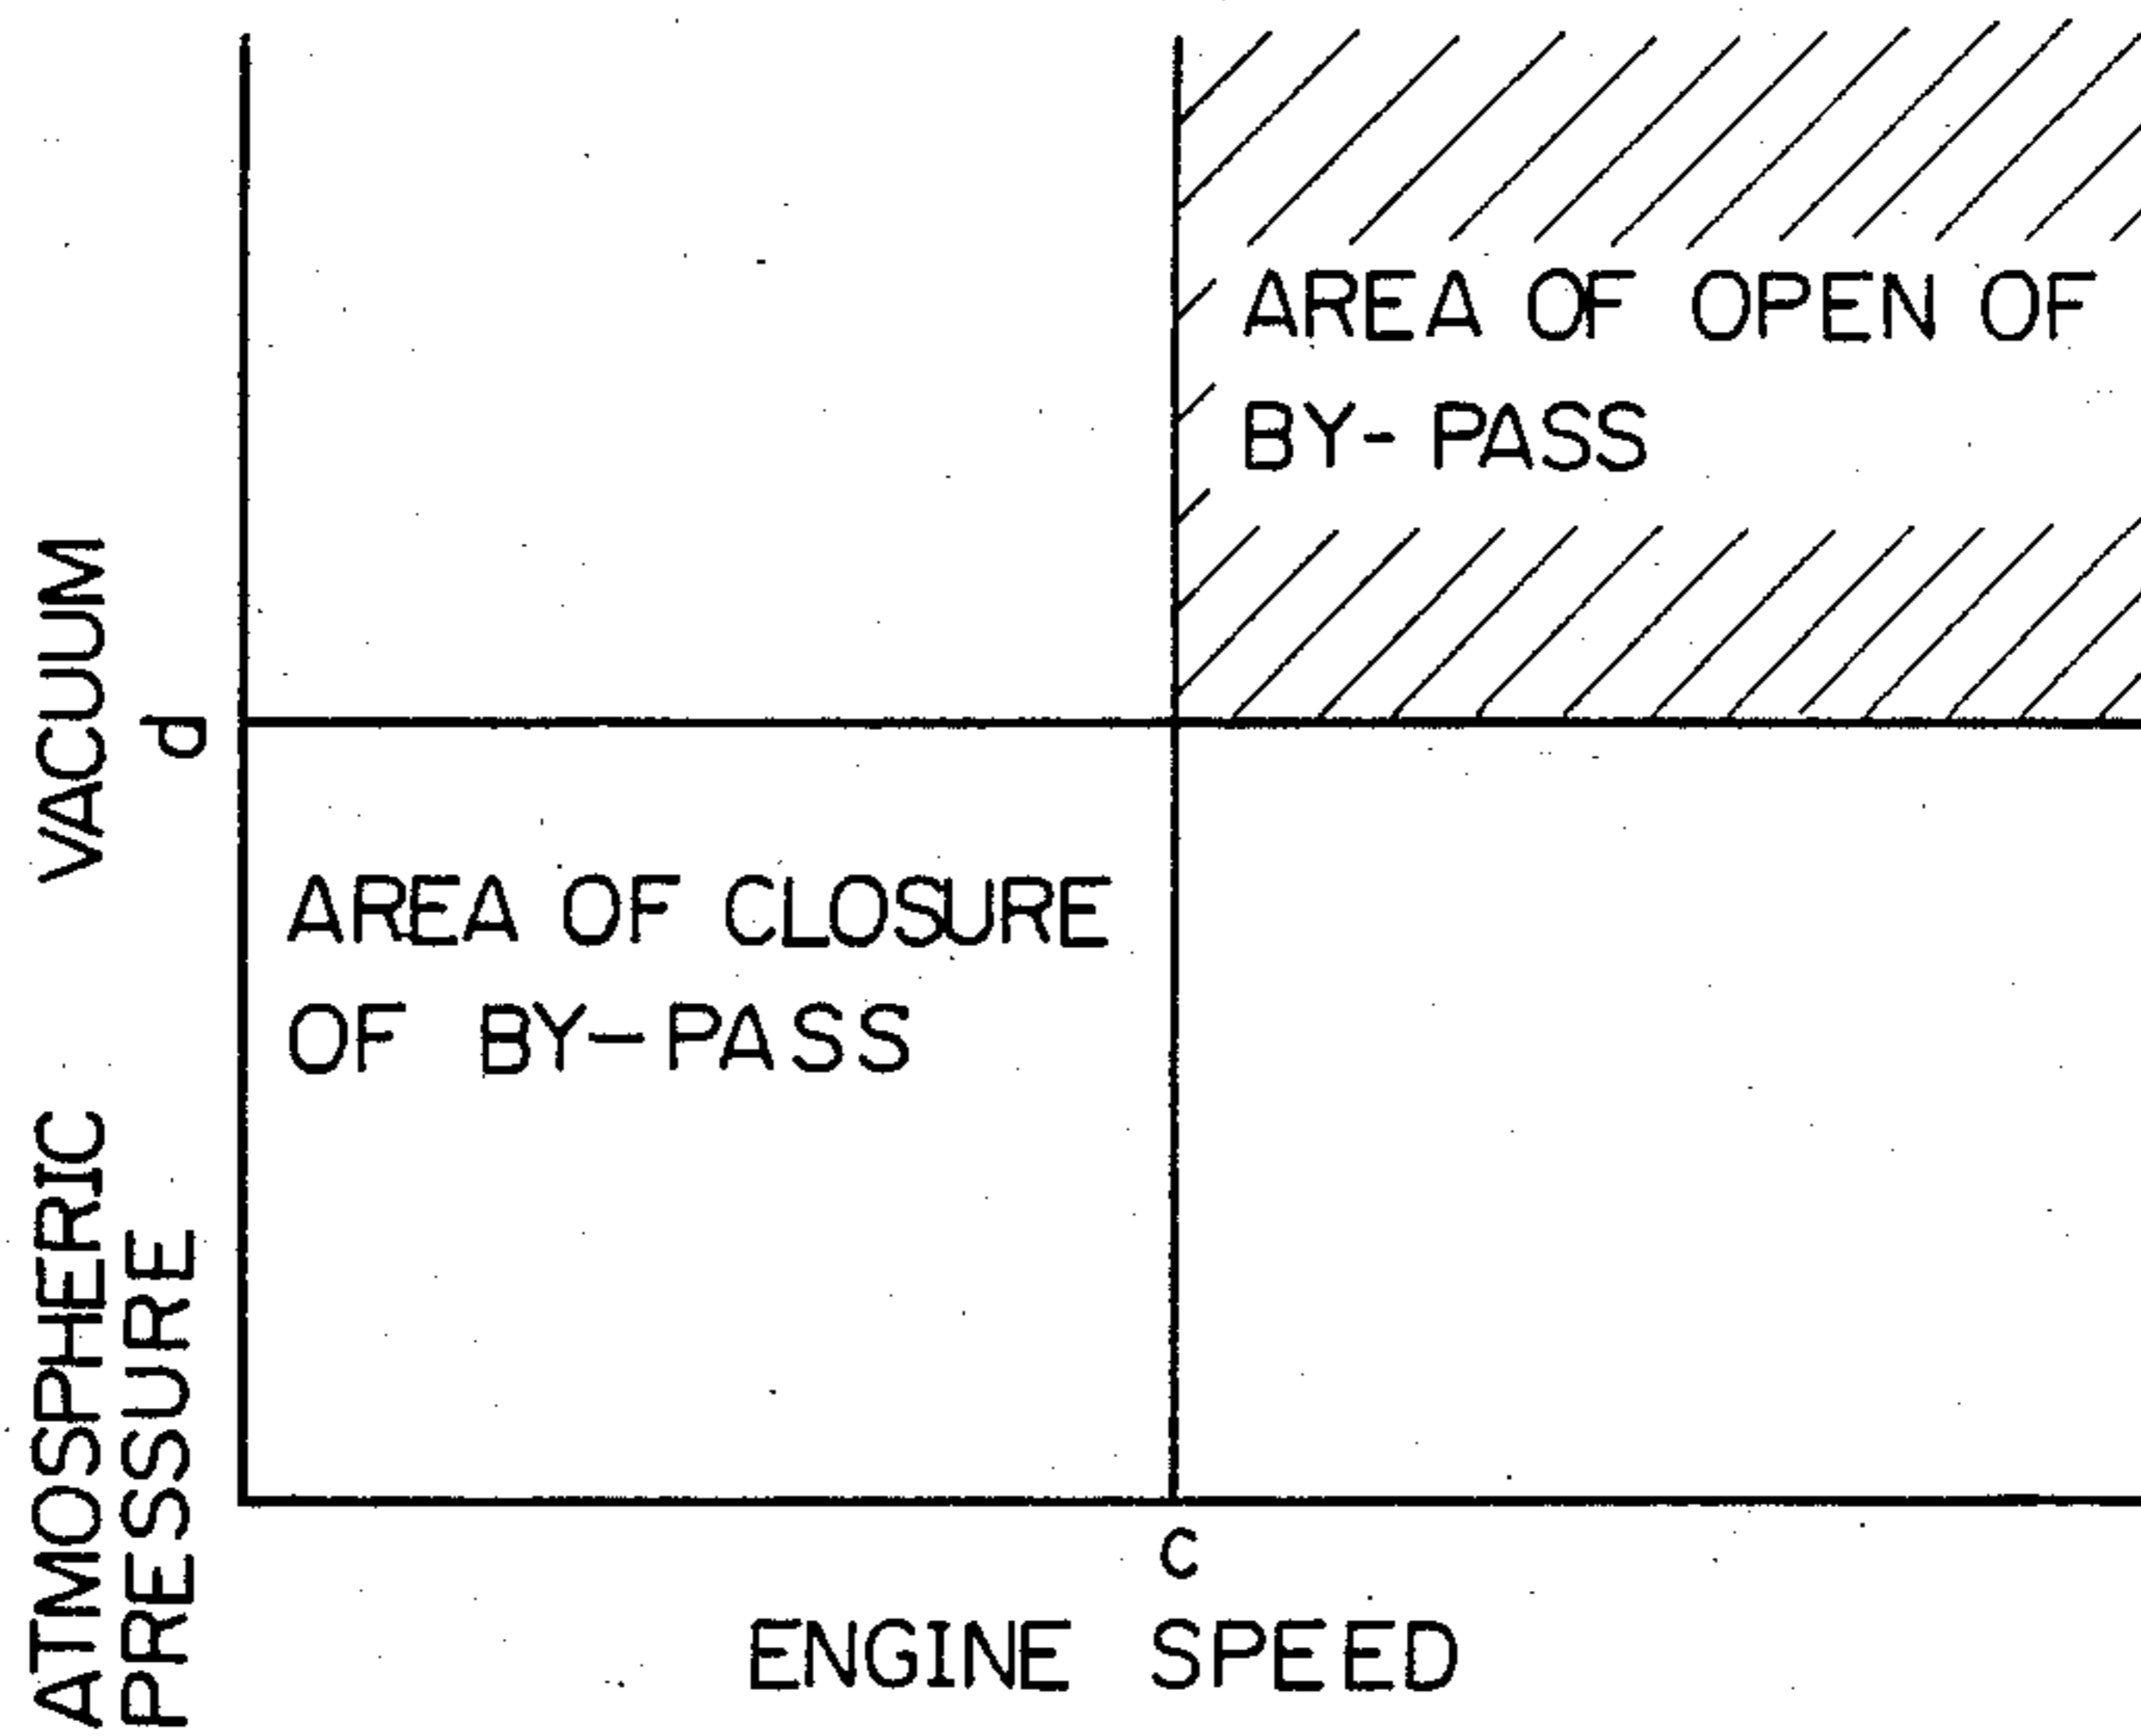 AREA OF OPEN OF
BY-PASS
VACUUM
d
AREA OF CLOSURE
OF BY-PASS
ATMOSPHERIC
PRESSURE
c
ENGINE SPEED